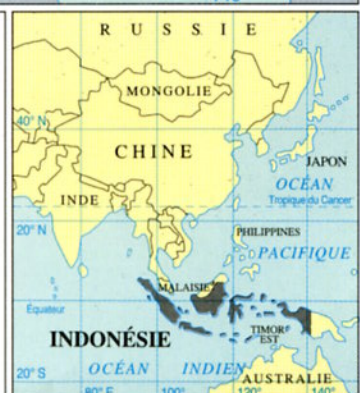 RUSSIE
MONGOLIE
40° N
CHINE
JAPON
OCÉAN
Tropique du Cancer
INDE
20° N
PHILIPPINES
PACIFIQUE
MALAISIE
Équateur
TIMOR
EST
INDONÉSIE
OCÉAN INDIEN
20° S
AUSTRALIE
80° E 100° 120° 140°